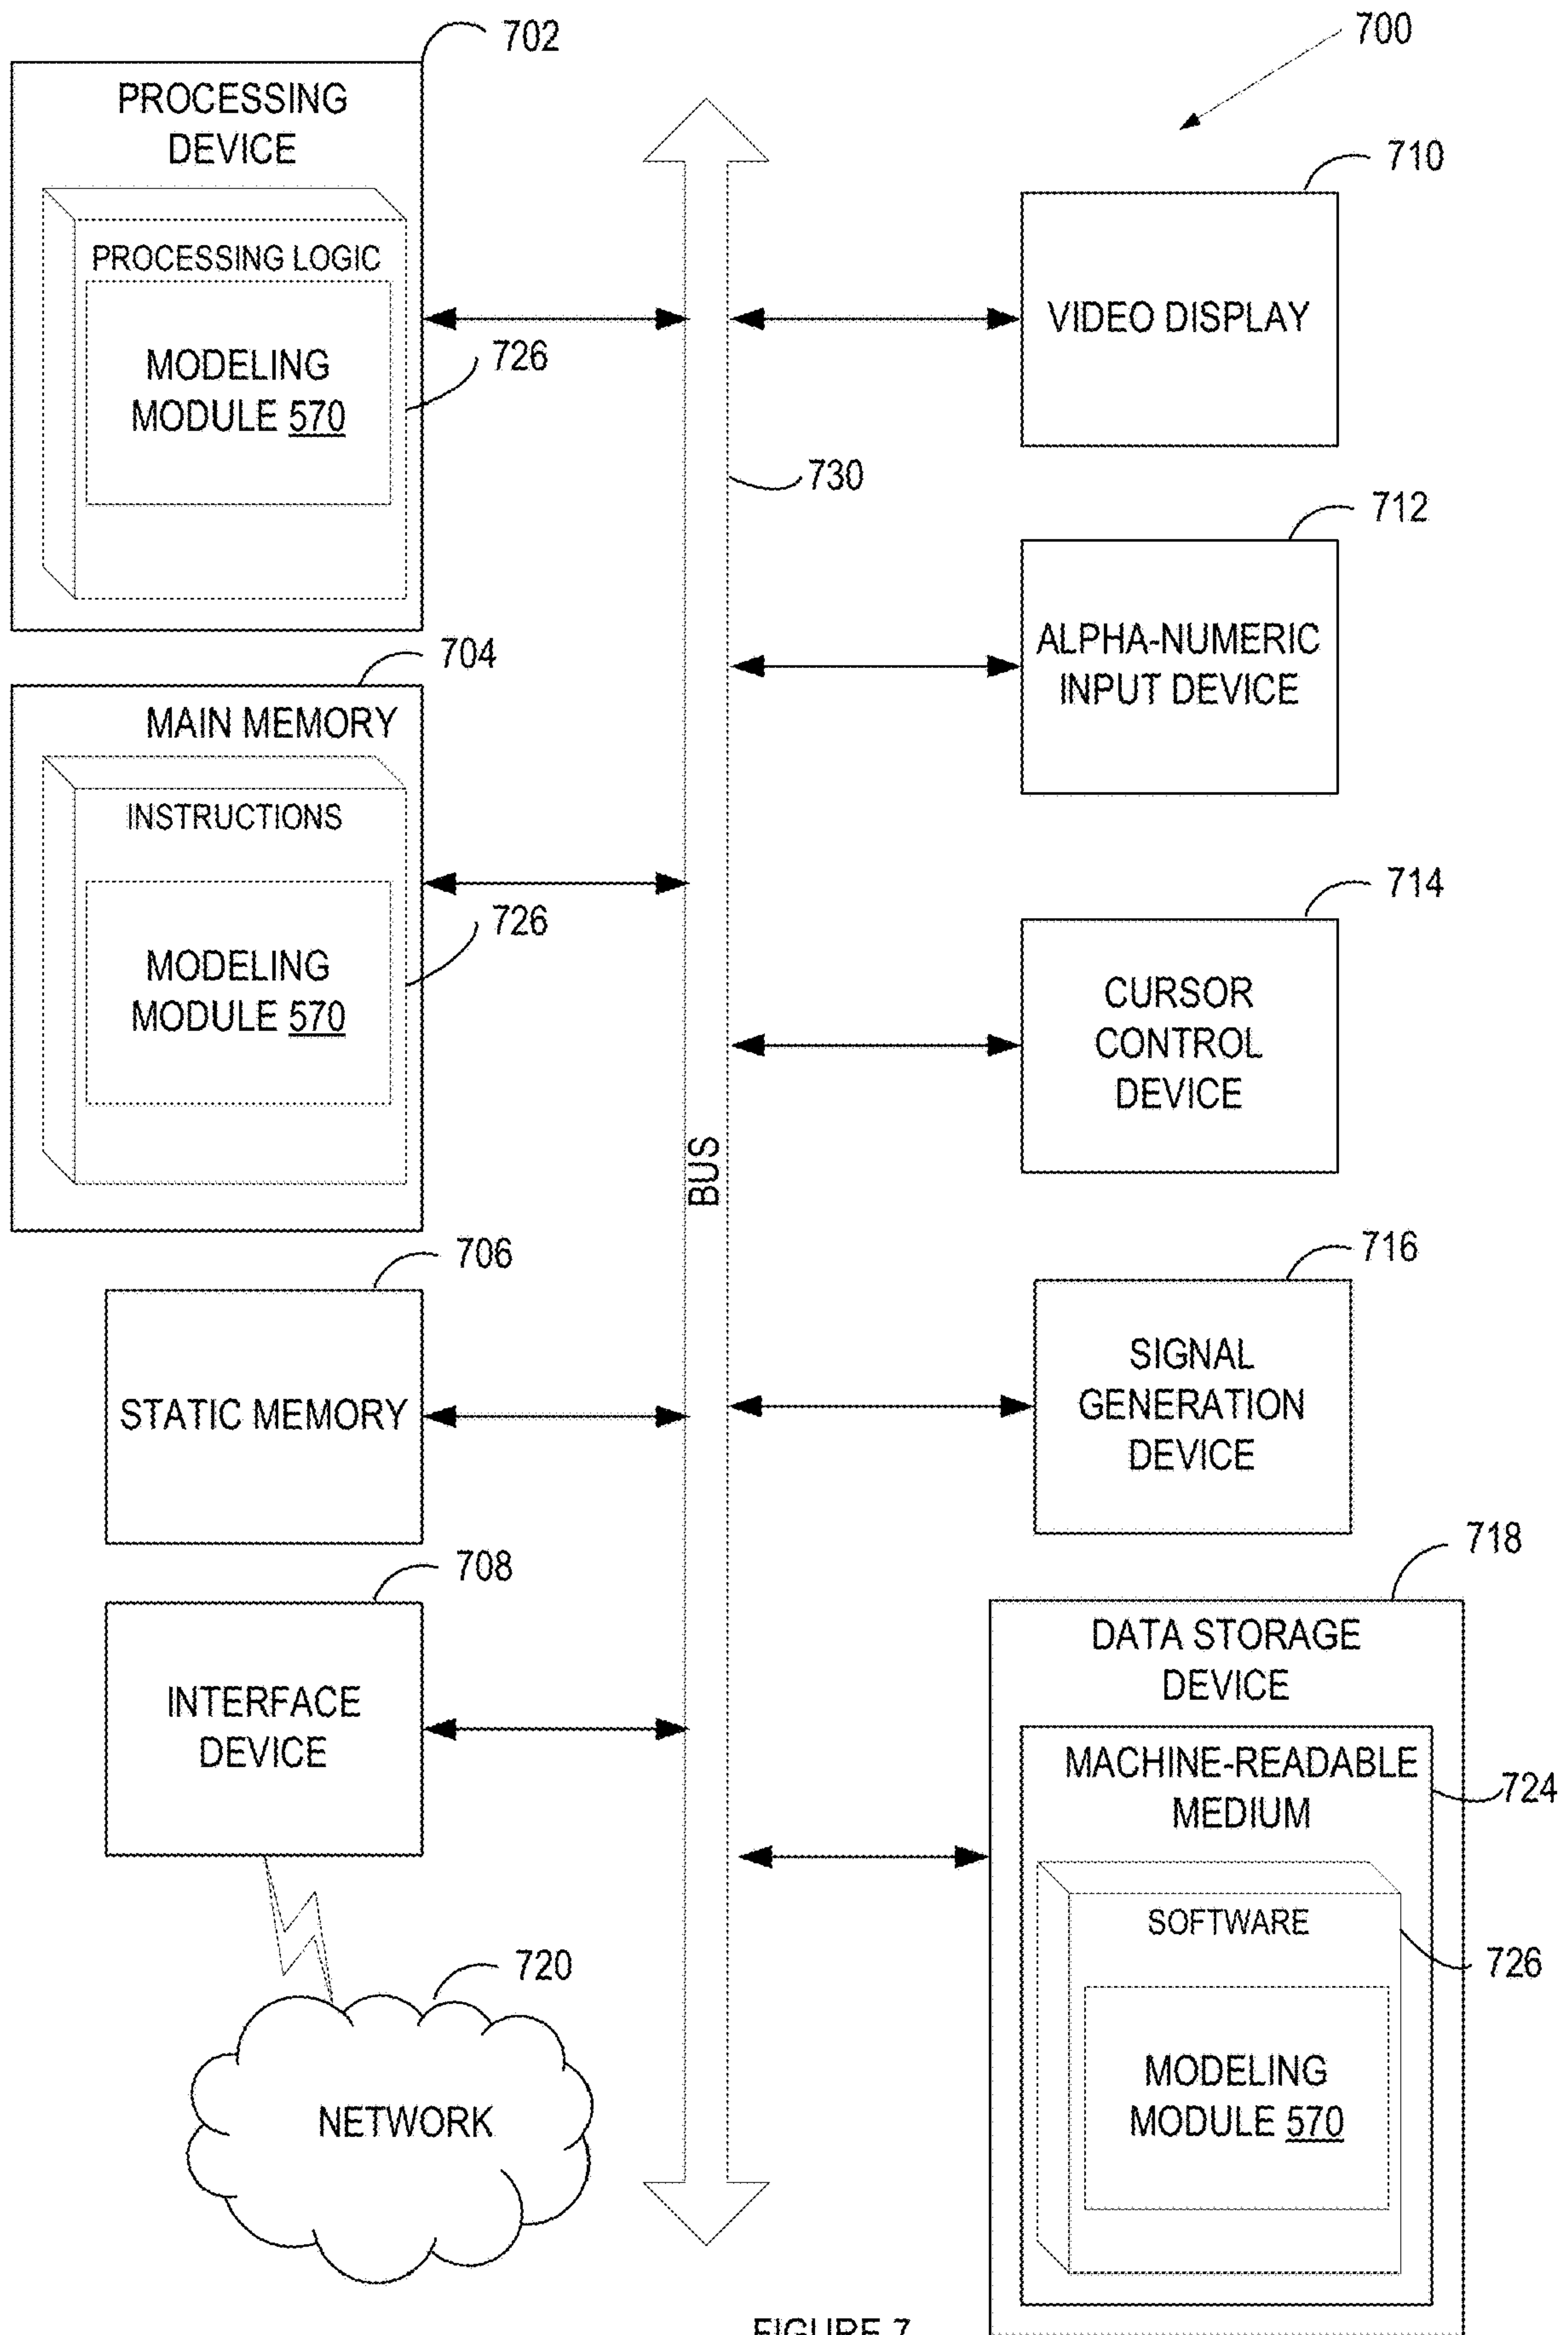 702
700
PROCESSING
DEVICE
PROCESSING LOGIC
MODELING
MODULE 570
726
710
VIDEO DISPLAY
730
712
ALPHA-NUMERIC
INPUT DEVICE
704
MAIN MEMORY
INSTRUCTIONS
MODELING
MODULE 570
726
714
CURSOR
CONTROL
DEVICE
BUS
706
STATIC MEMORY
716
SIGNAL
GENERATION
DEVICE
708
INTERFACE
DEVICE
718
DATA STORAGE
DEVICE
MACHINE-READABLE
MEDIUM
724
SOFTWARE
726
MODELING
MODULE 570
720
NETWORK
FIGURE 7